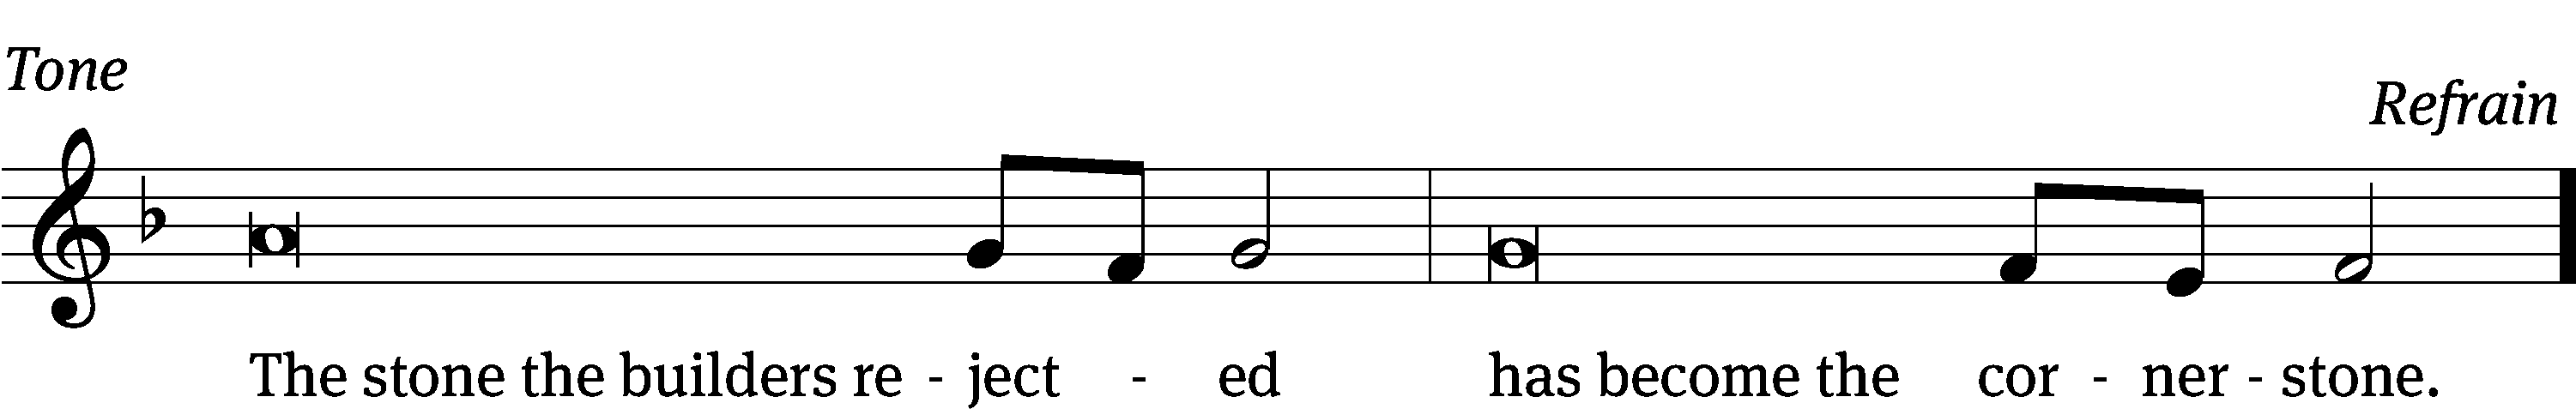 Tone
Refrain
The stone the builders re - ject - ed has become the cor - ner - stone.